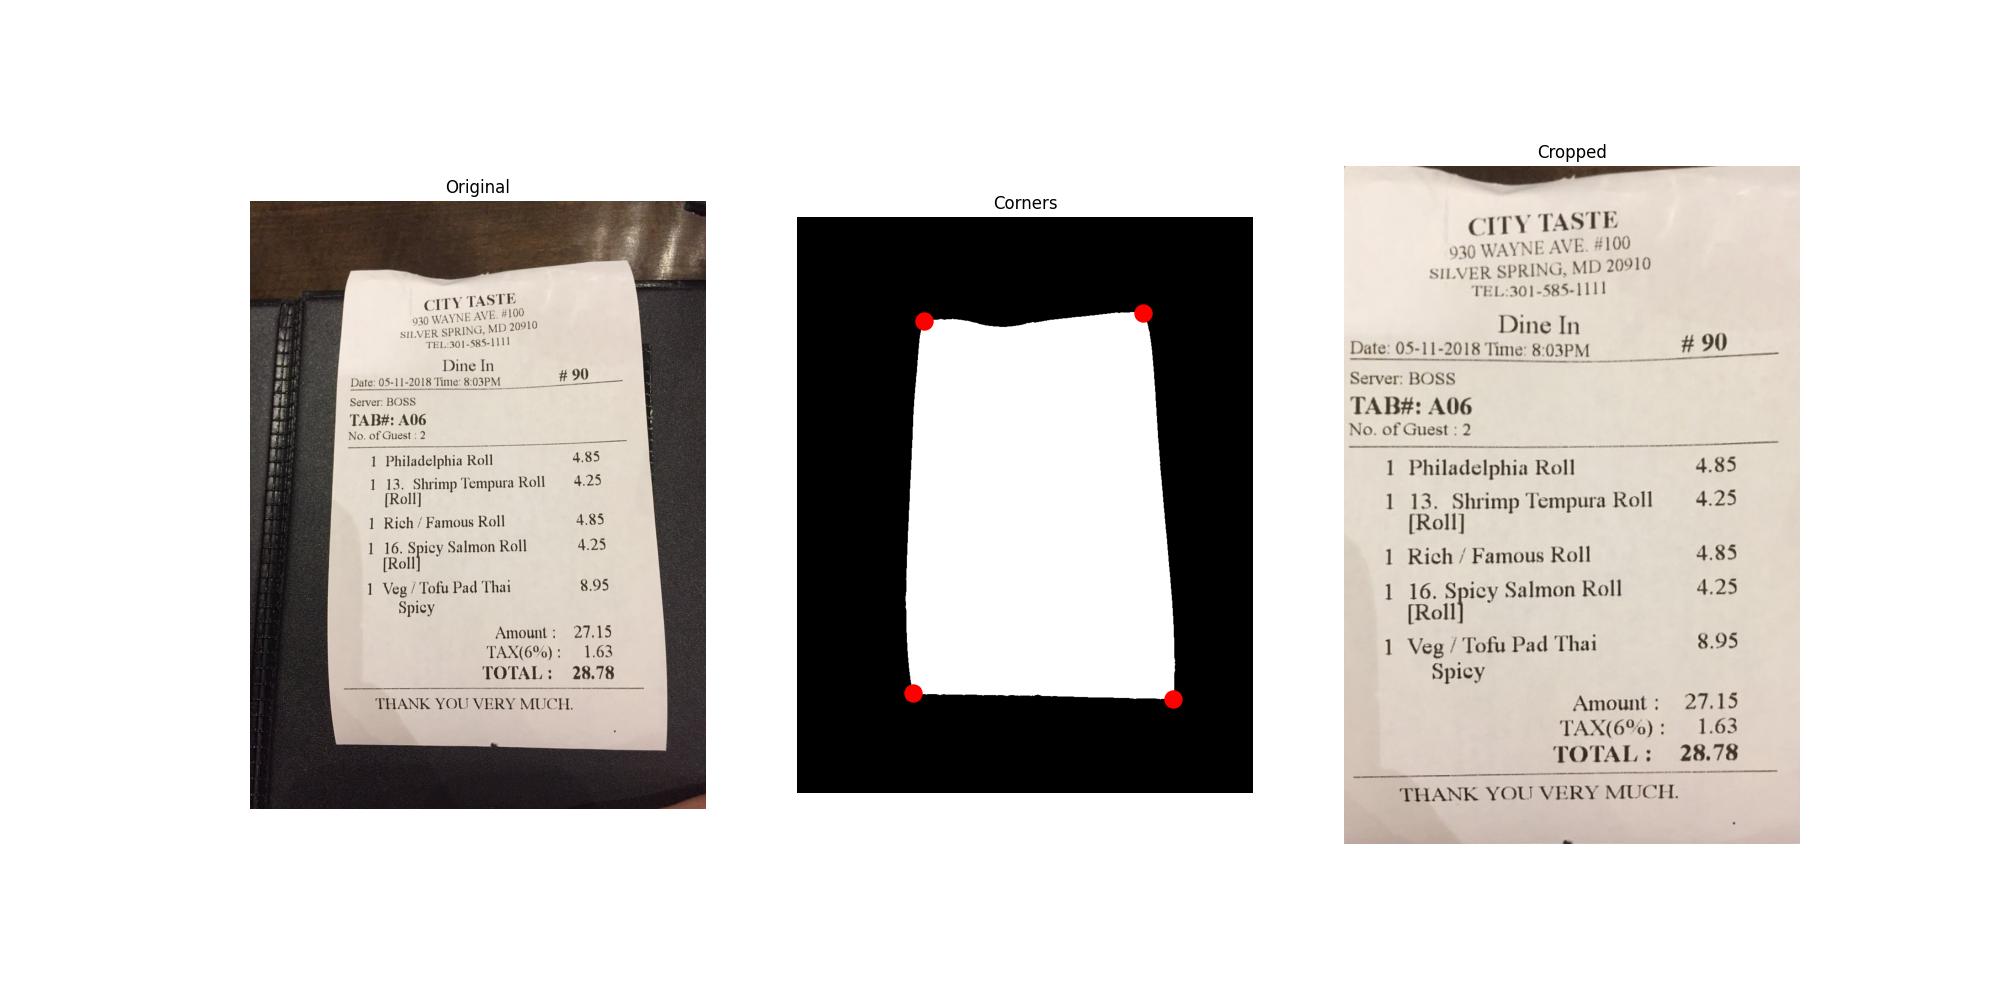 Original
CITY TASTE
930 WAYNE AVE. #100
SILVER SPRING, MD 20910
TEL:301-585-1111
Dine In
Date: 05-11-2018 Time: 8:03PM # 90
Server: BOSS
TAB#: A06
No. of Guest : 2
1 Philadelphia Roll 4.85
1 13. Shrimp Tempura Roll 4.25
[Roll]
1 Rich / Famous Roll 4.85
1 16. Spicy Salmon Roll 4.25
[Roll]
1 Veg / Tofu Pad Thai 8.95
Spicy
Amount : 27.15
TAX(6%) : 1.63
TOTAL : 28.78
THANK YOU VERY MUCH.
Corners
Cropped
CITY TASTE
930 WAYNE AVE. #100
SILVER SPRING, MD 20910
TEL:301-585-1111
Dine In
Date: 05-11-2018 Time: 8:03PM # 90
Server: BOSS
TAB#: A06
No. of Guest : 2
1 Philadelphia Roll 4.85
1 13. Shrimp Tempura Roll 4.25
[Roll]
1 Rich / Famous Roll 4.85
1 16. Spicy Salmon Roll 4.25
[Roll]
1 Veg / Tofu Pad Thai 8.95
Spicy
Amount : 27.15
TAX(6%) : 1.63
TOTAL : 28.78
THANK YOU VERY MUCH.